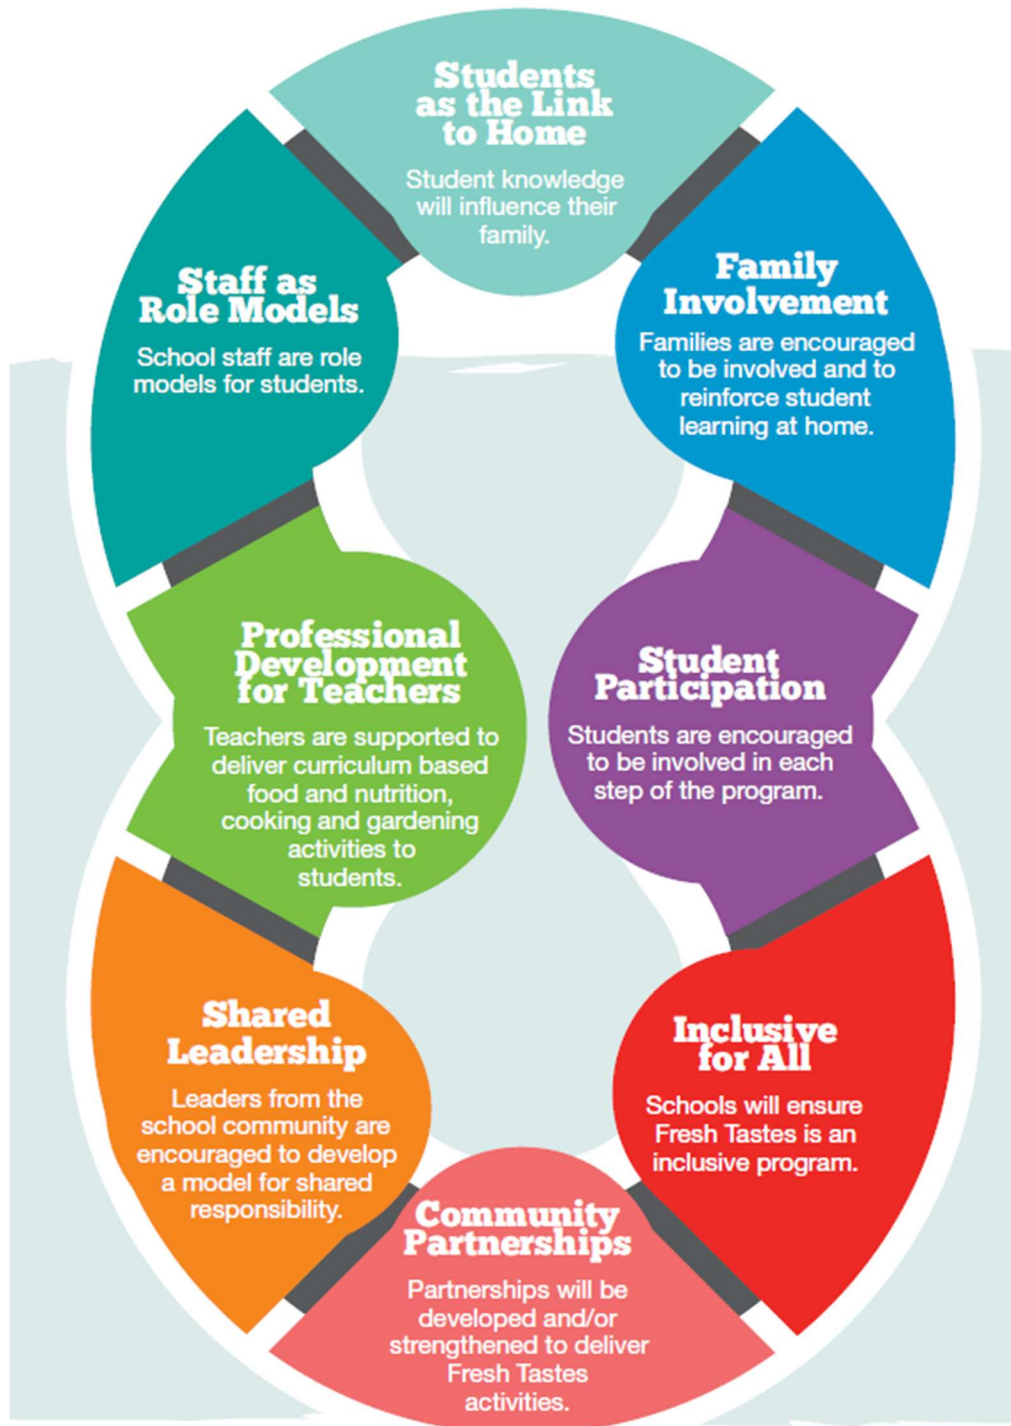 Students
as the Link
to Home
Student knowledge
will influence their
family.
Family
Involvement
Families are encouraged
to be involved and to
reinforce student
learning at home.
Student
Participation
Students are encouraged
to be involved in each
step of the program.
Inclusive
for All
Schools will ensure
Fresh Tastes is an
inclusive program.
Community
Partnerships
Partnerships will be
developed and/or
strengthened to deliver
Fresh Tastes
activities.
Shared
Leadership
Leaders from the
school community are
encouraged to develop
a model for shared
responsibility.
Professional
Development
for Teachers
Teachers are supported to
deliver curriculum based
food and nutrition,
cooking and gardening
activities to
students.
Staff as
Role Models
School staff are role
models for students.